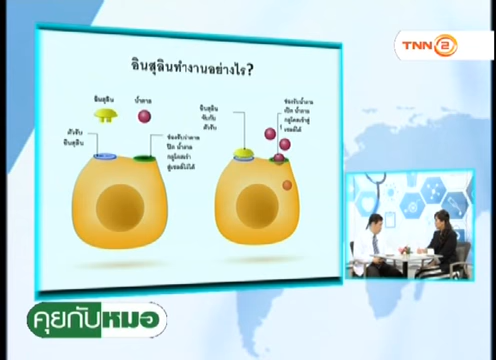 TNN 2
อินสุลินทำงานอย่างไร?
อินสุลิน
น้ำตาล
ตัวรับ
อินสุลิน
ช่องรับน้ำตาล
ปิด น้ำตาล
กลูโคสเข้า
สู่เซลล์ไม่ได้
อินสุลิน
จับกับ
ตัวรับ
ช่องรับน้ำตาล
เปิด น้ำตาล
กลูโคสเข้าสู่
เซลล์ได้
คุยกับหมอ